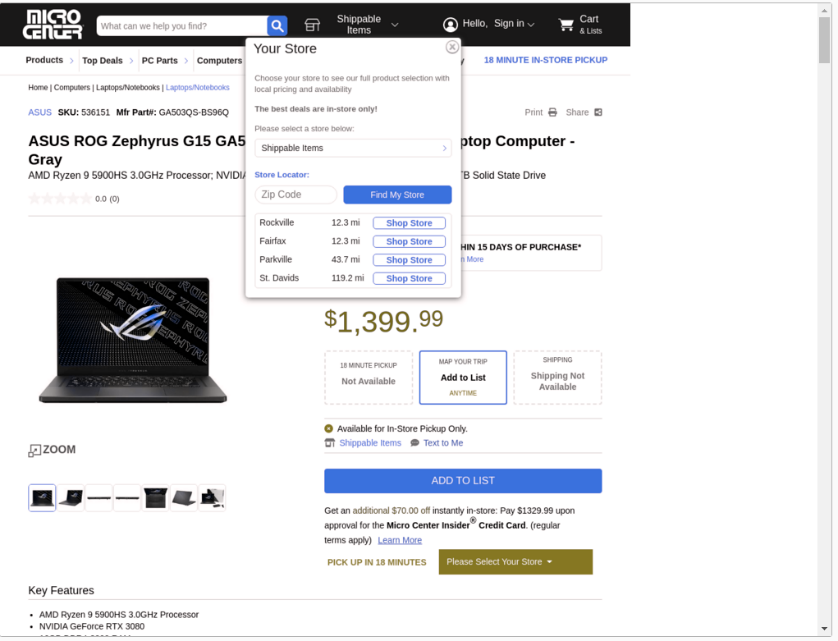 MICRO CENTER
What can we help you find?
Shippable Items
Hello, Sign in
Cart & Lists
Products > Top Deals > PC Parts > Computers
18 MINUTE IN-STORE PICKUP
Home | Computers | Laptops/Notebooks | Laptops/Notebooks
ASUS SKU: 536151 Mfr Part#: GA503QS-BS96Q
Print Share
ASUS ROG Zephyrus G15 GA5 ptop Computer -
Gray
AMD Ryzen 9 5900HS 3.0GHz Processor; NVIDIA TB Solid State Drive
0.0 (0)
Your Store
Choose your store to see our full product selection with
local pricing and availability
The best deals are in-store only!
Please select a store below:
Shippable Items
Store Locator:
Zip Code
Find My Store
Rockville 12.3 mi Shop Store
Fairfax 12.3 mi Shop Store
Parkville 43.7 mi Shop Store
St. Davids 119.2 mi Shop Store
HIN 15 DAYS OF PURCHASE*
n More
$1,399.99
18 MINUTE PICKUP
Not Available
MAP YOUR TRIP
Add to List
ANYTIME
SHIPPING
Shipping Not
Available
Available for In-Store Pickup Only.
Shippable Items Text to Me
ZOOM
ADD TO LIST
Get an additional $70.00 off instantly in-store: Pay $1329.99 upon
approval for the Micro Center Insider® Credit Card. (regular
terms apply) Learn More
PICK UP IN 18 MINUTES
Please Select Your Store
Key Features
• AMD Ryzen 9 5900HS 3.0GHz Processor
• NVIDIA GeForce RTX 3080